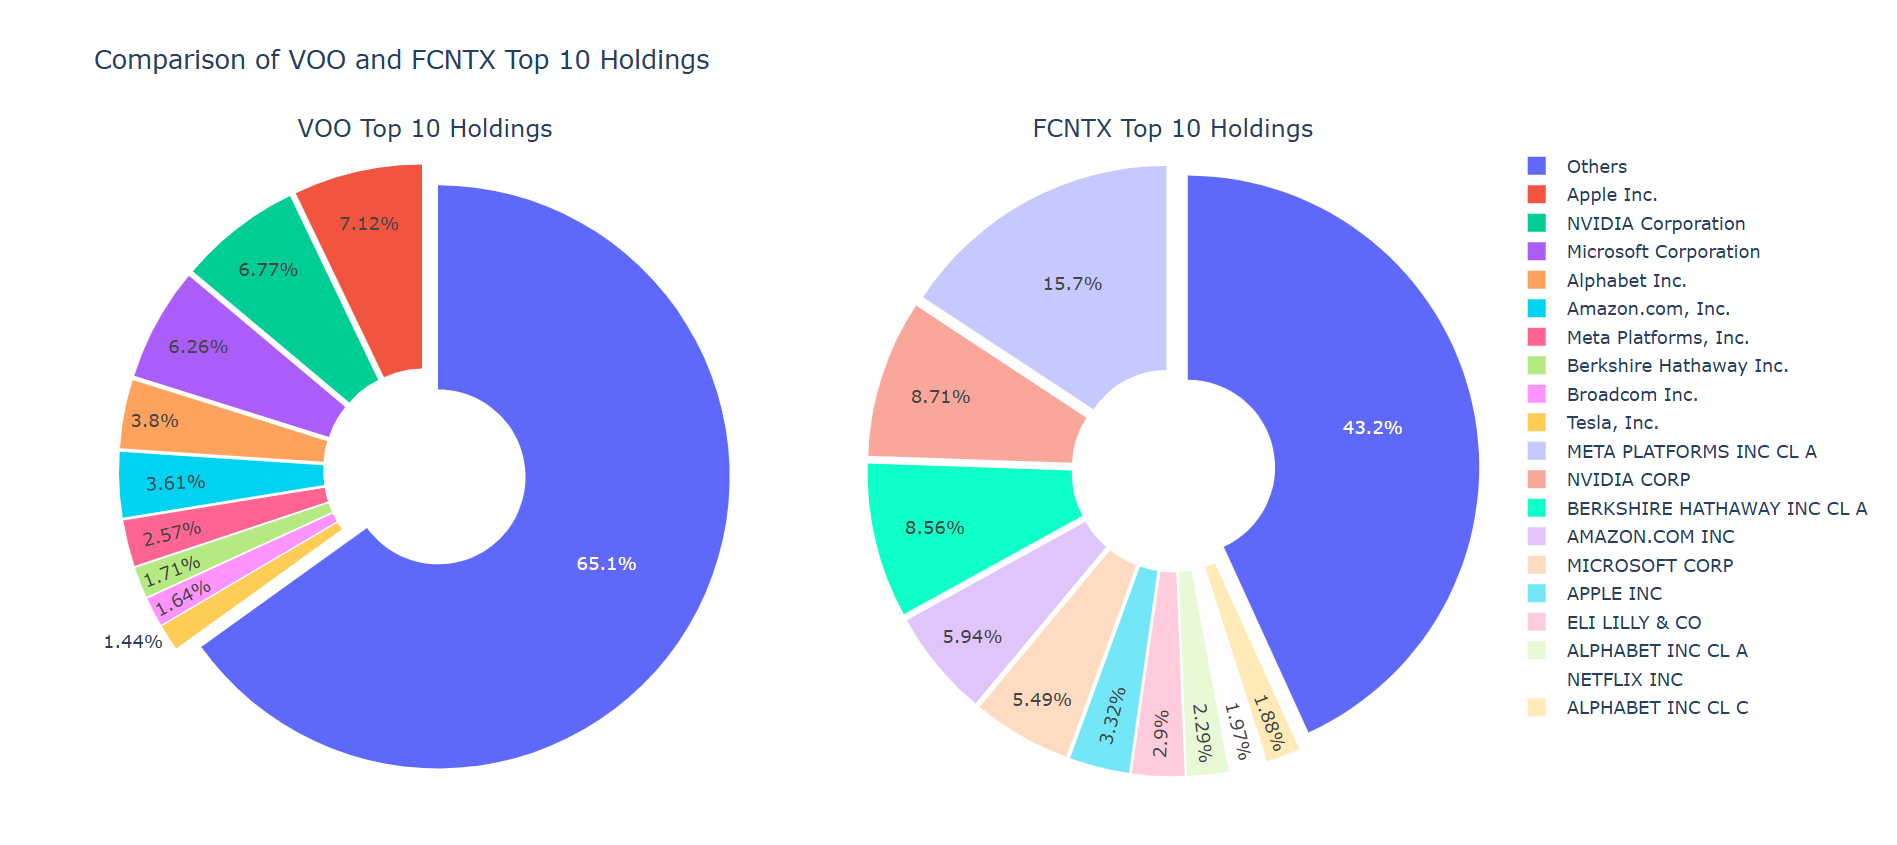 Comparison of VOO and FCNTX Top 10 Holdings
VOO Top 10 Holdings
7.12%
6.77%
6.26%
3.8%
3.61%
2.57%
1.71%
1.64%
1.44%
65.1%
FCNTX Top 10 Holdings
15.7%
8.71%
8.56%
5.94%
5.49%
3.32%
2.9%
2.29%
1.97%
1.88%
43.2%
Others
Apple Inc.
NVIDIA Corporation
Microsoft Corporation
Alphabet Inc.
Amazon.com, Inc.
Meta Platforms, Inc.
Berkshire Hathaway Inc.
Broadcom Inc.
Tesla, Inc.
META PLATFORMS INC CL A
NVIDIA CORP
BERKSHIRE HATHAWAY INC CL A
AMAZON.COM INC
MICROSOFT CORP
APPLE INC
ELI LILLY & CO
ALPHABET INC CL A
NETFLIX INC
ALPHABET INC CL C